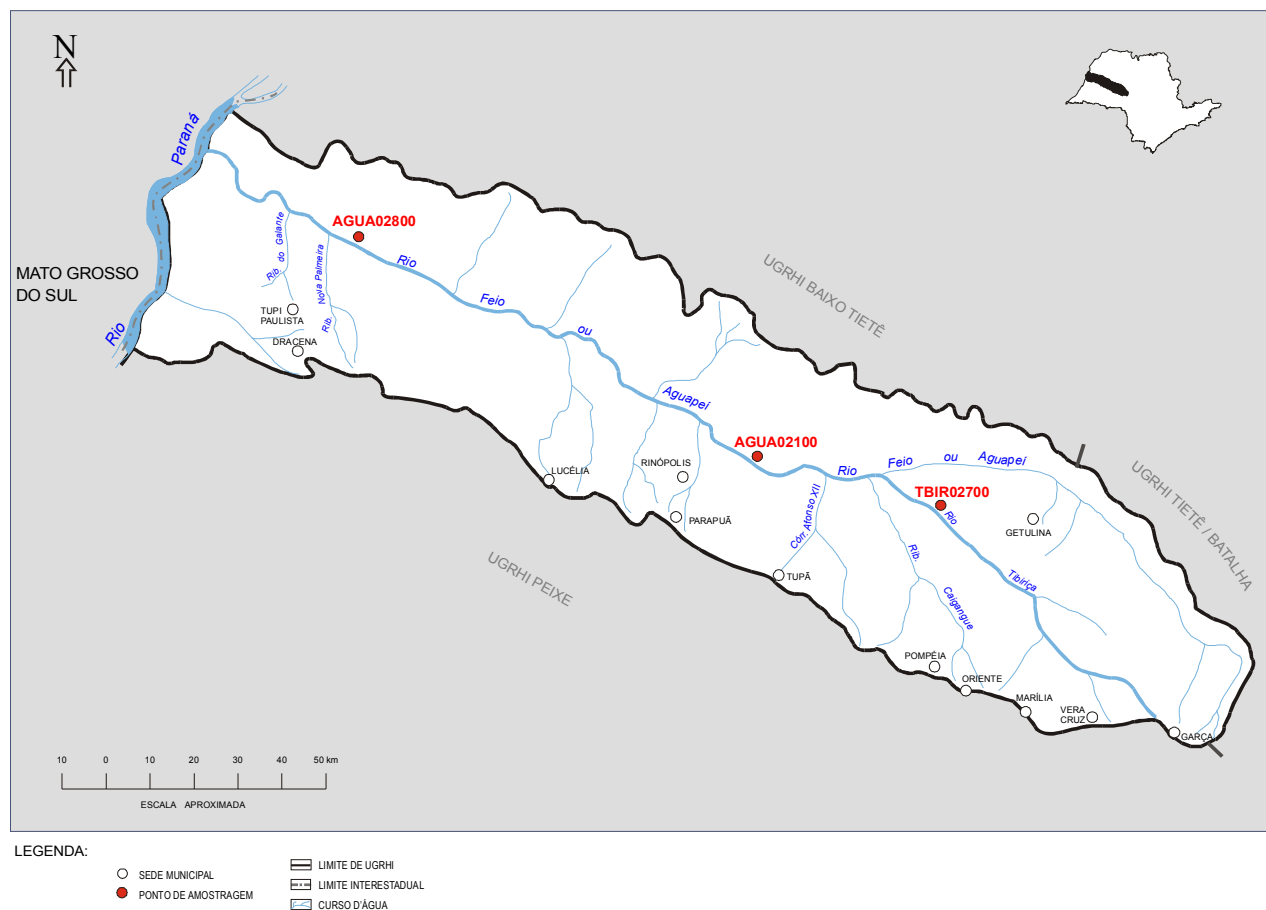 N
Paraná
Rio
MATO GROSSO
DO SUL
AGUA02800
Rib. do Galante
Nova Palmeira
Rib.
TUPI
PAULISTA
DRACENA
Rio
Feio
ou
Aguapeí
UGRHI BAIXO TIETÊ
AGUA02100
Rio
Feio ou Aguapeí
TBIR02700
Rio
Tibiriça
UGRHI TIETÊ / BATALHA
LUCÉLIA
RINÓPOLIS
PARAPUÃ
Córr. Afonso XII
TUPÃ
GETULINA
Rib.
Caigangue
UGRHI PEIXE
POMPÉIA
ORIENTE
MARÍLIA
VERA
CRUZ
GARÇA
10 0 10 20 30 40 50 km
ESCALA APROXIMADA
LEGENDA:
SEDE MUNICIPAL
PONTO DE AMOSTRAGEM
LIMITE DE UGRHI
LIMITE INTERESTADUAL
CURSO D'ÁGUA